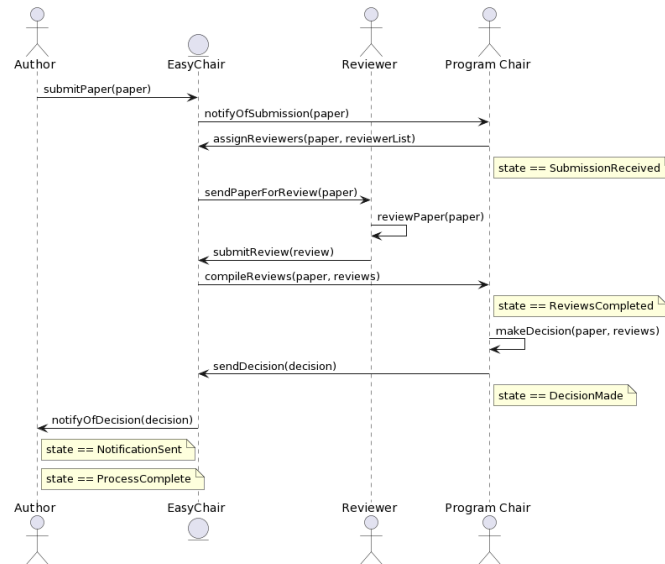 Author
EasyChair
Reviewer
Program Chair
submitPaper(paper)
notifyOfSubmission(paper)
assignReviewers(paper, reviewerList)
state == SubmissionReceived
sendPaperForReview(paper)
reviewPaper(paper)
submitReview(review)
compileReviews(paper, reviews)
state == ReviewsCompleted
makeDecision(paper, reviews)
sendDecision(decision)
state == DecisionMade
notifyOfDecision(decision)
state == NotificationSent
state == ProcessComplete
Author
EasyChair
Reviewer
Program Chair